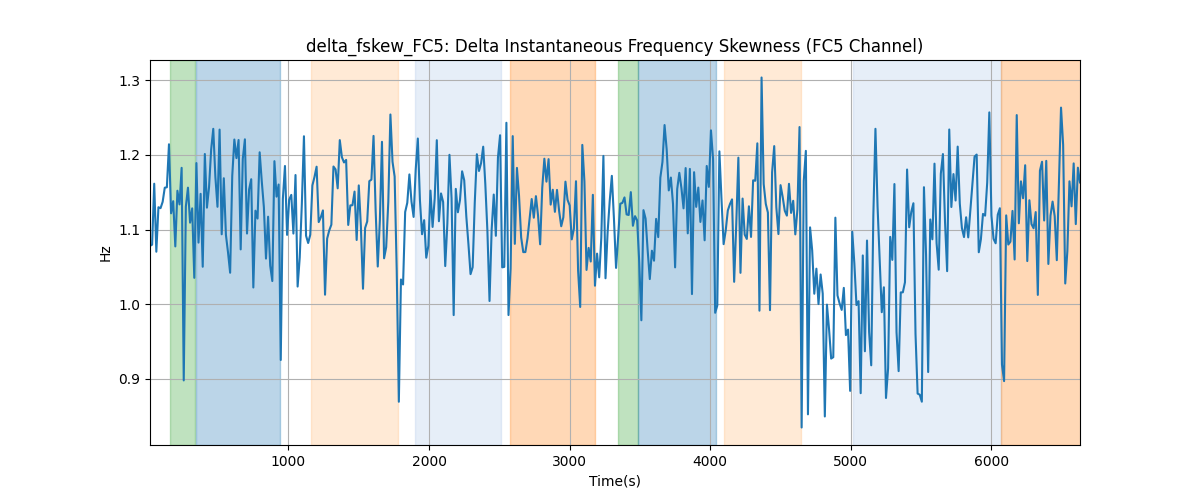 delta_fskew_FC5: Delta Instantaneous Frequency Skewness (FC5 Channel)
1.3
1.2
1.1
1.0
0.9
Hz
1000 2000 3000 4000 5000 6000
Time(s)